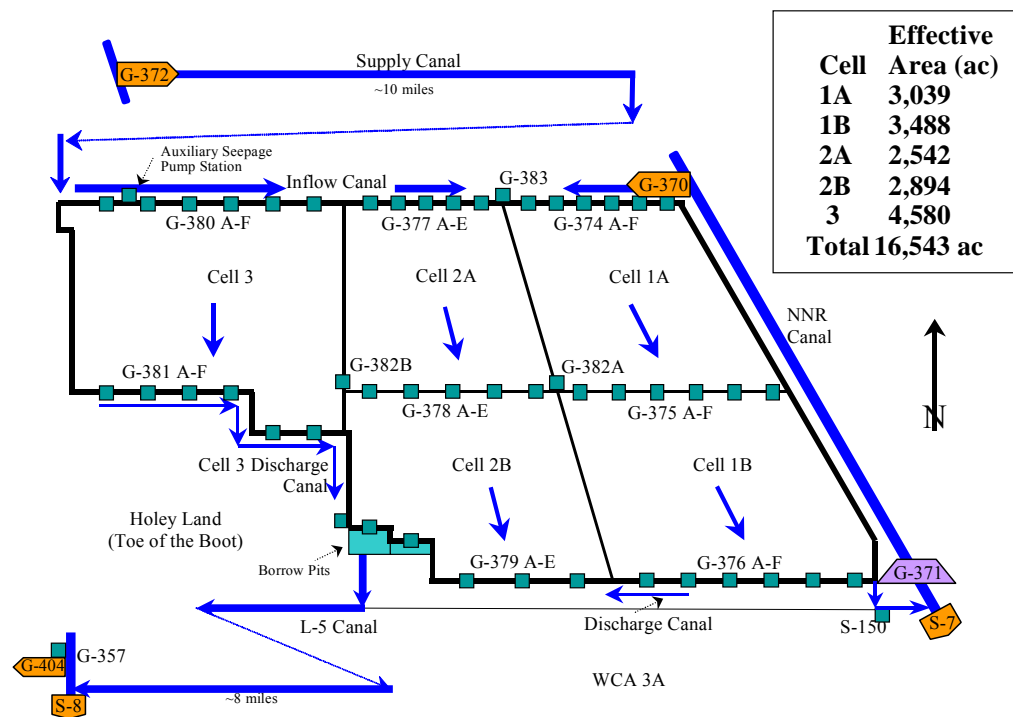 Effective
Cell Area (ac)
1A 3,039
1B 3,488
2A 2,542
2B 2,894
3 4,580
Total 16,543 ac
G-372
Supply Canal
~10 miles
Auxiliary Seepage
Pump Station
Inflow Canal
G-383
G-370
G-380 A-F
G-377 A-E
G-374 A-F
Cell 3
Cell 2A
Cell 1A
NNR
Canal
G-382B
G-382A
G-381 A-F
G-378 A-E
G-375 A-F
N
Cell 3 Discharge
Canal
Cell 2B
Cell 1B
Holey Land
(Toe of the Boot)
Borrow Pits
G-379 A-E
G-376 A-F
G-371
L-5 Canal
Discharge Canal
S-150
S-7
G-357
G-404
S-8
~8 miles
WCA 3A